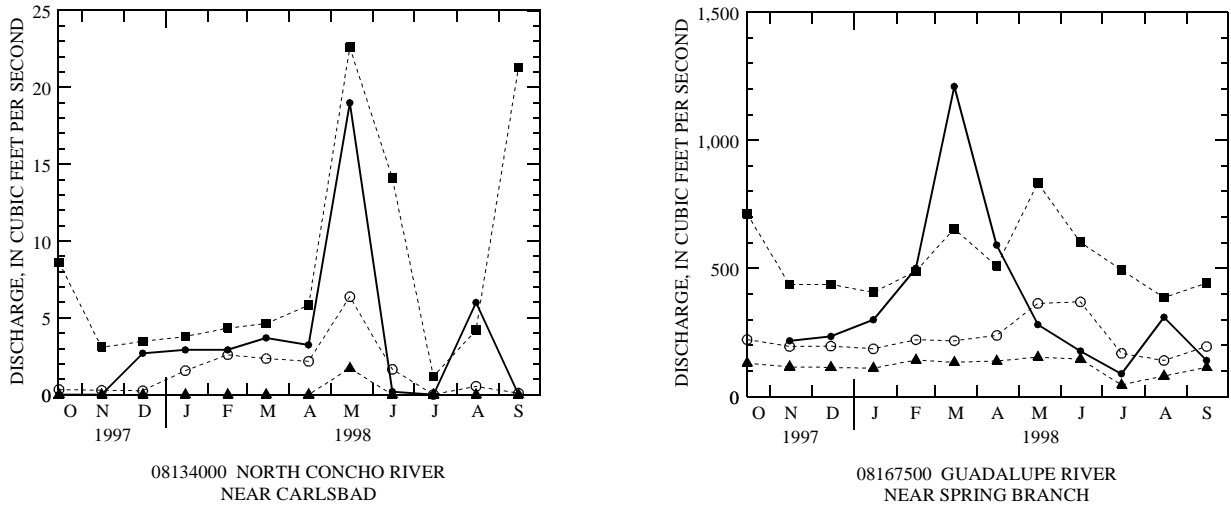 DISCHARGE, IN CUBIC FEET PER SECOND
25
20
15
10
5
0
O N D J F M A M J J A S
1997 1998
08134000 NORTH CONCHO RIVER
NEAR CARLSBAD
DISCHARGE, IN CUBIC FEET PER SECOND
1,500
1,000
500
0
O N D J F M A M J J A S
1997 1998
08167500 GUADALUPE RIVER
NEAR SPRING BRANCH